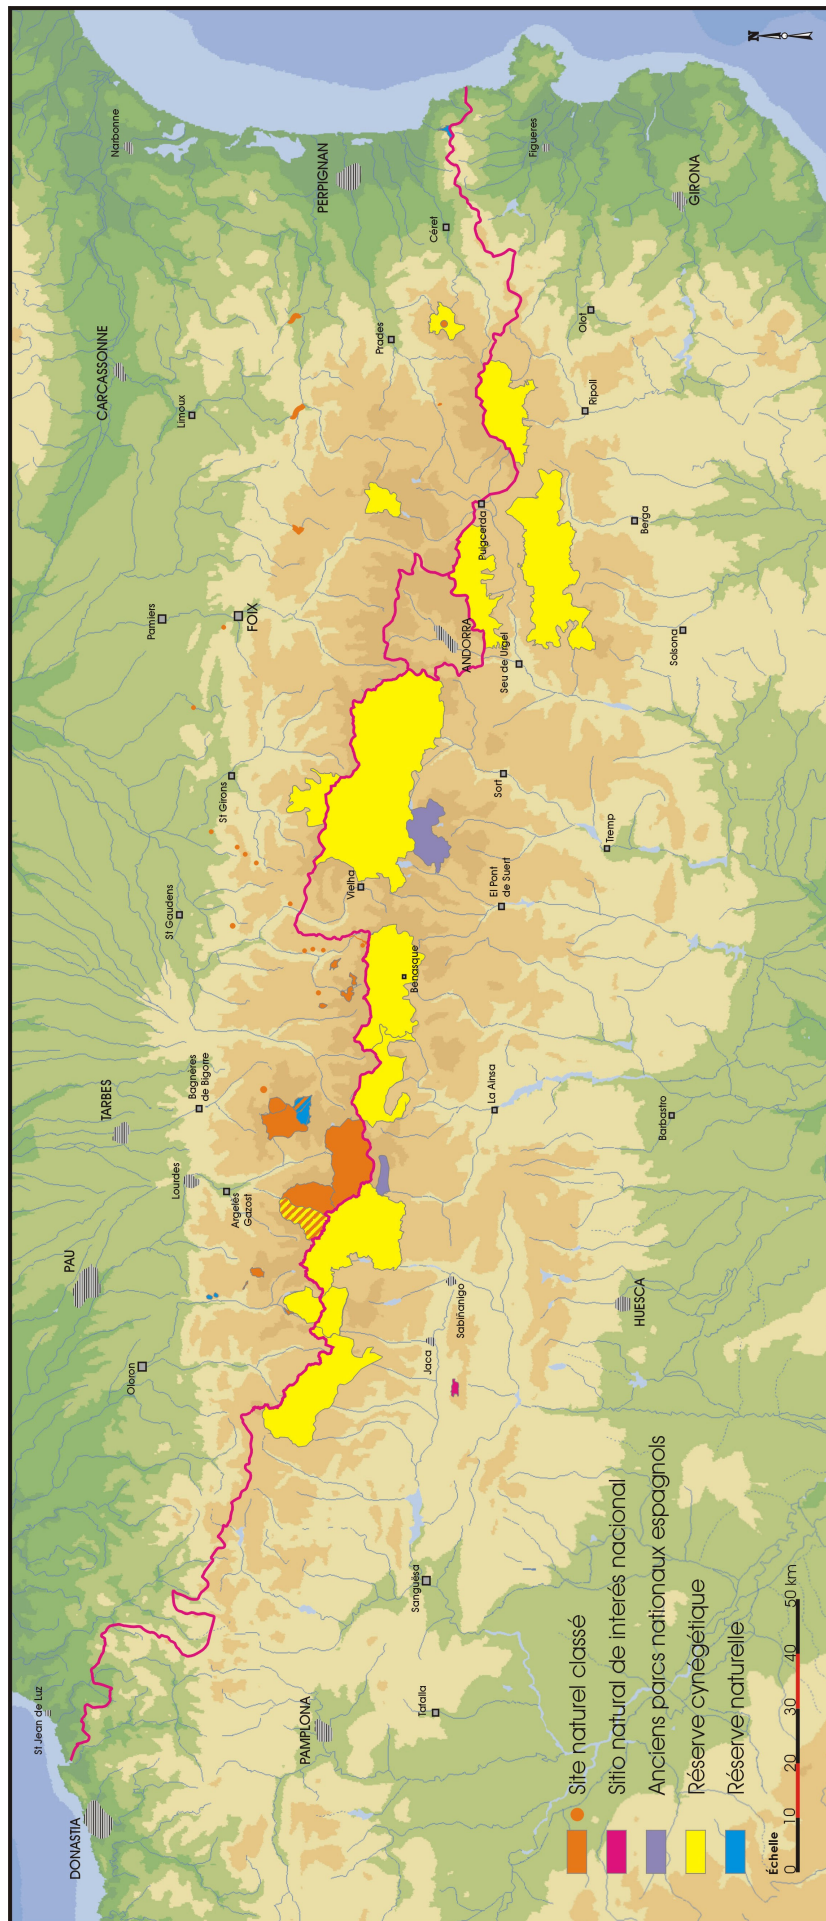 N
St Jean de Luz
DONASTIA
PAU
CARCASSONNE
TARBES
Narbonne
Oloron
Pamiers
St Gaudens
Lourdes
Limoux
Bagnères
de Bigorre
St Girons
Argelés
Gazost
FOIX
PAMPLONA
PERPIGNAN
Vielha
Prades
Sanguësa
Benasque
Tafalla
Jaca
Céret
Sabiñanigo
ANDORRA
Puigcerda
La Ainsa
El Pont
de Suert
Sort
Seu de Urgel
Figueres
Olot
Ripoll
Tremp
HUESCA
Berga
Barbastro
Solsona
GIRONA
Site naturel classé
Sitio natural de interés nacional
Anciens parcs nationaux espagnols
Réserve cynégétique
Réserve naturelle
Échelle
0 10 20 30 40 50 km